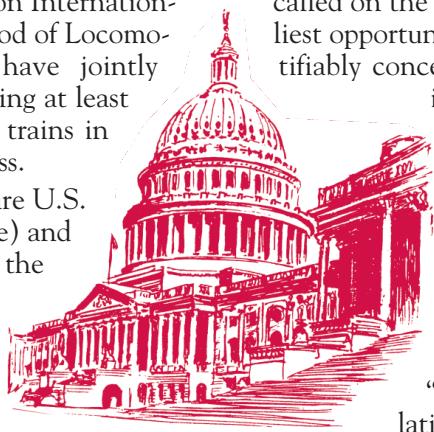 on Internation-
od of Locomo-
have jointly
ing at least
trains in
ss.
re U.S.
e) and
the
called on the
liest opportun
tifiably conce
i
“
lati